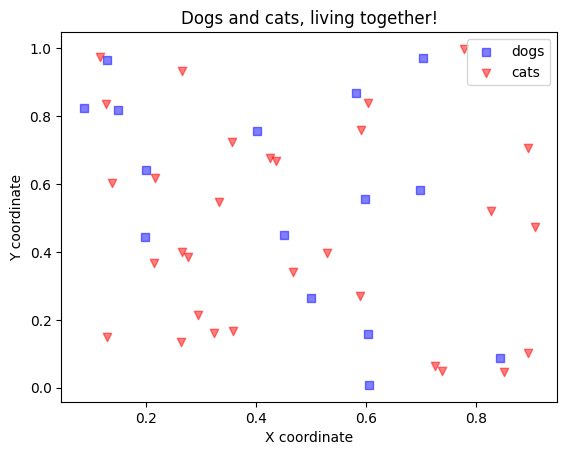 Dogs and cats, living together!
dogs
cats
1.0
0.8
0.6
0.4
0.2
0.0
Y coordinate
0.2 0.4 0.6 0.8
X coordinate